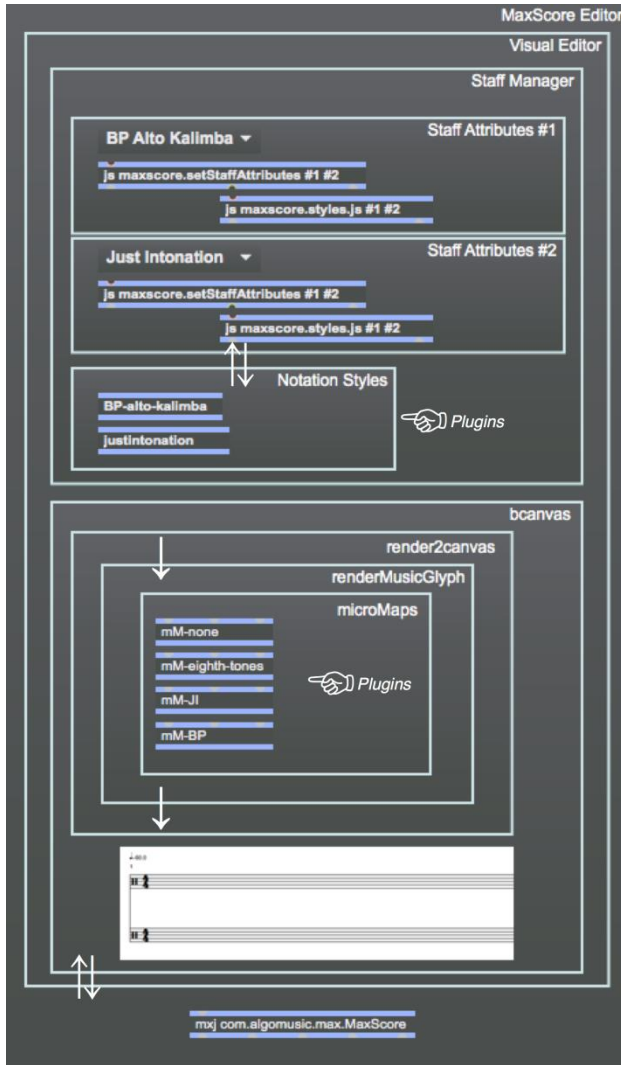 MaxScore Editor
Visual Editor
Staff Manager
Staff Attributes #1
BP Alto Kalimba
js maxscore.setStaffAttributes #1 #2
js maxscore.styles.js #1 #2
Staff Attributes #2
Just Intonation
js maxscore.setStaffAttributes #1 #2
js maxscore.styles.js #1 #2
Notation Styles
BP-alto-kalimba
justintonation
Plugins
bcanvas
render2canvas
renderMusicGlyph
microMaps
mM-none
mM-eighth-tones
mM-JI
mM-BP
Plugins
mxj com.algomusic.max.MaxScore